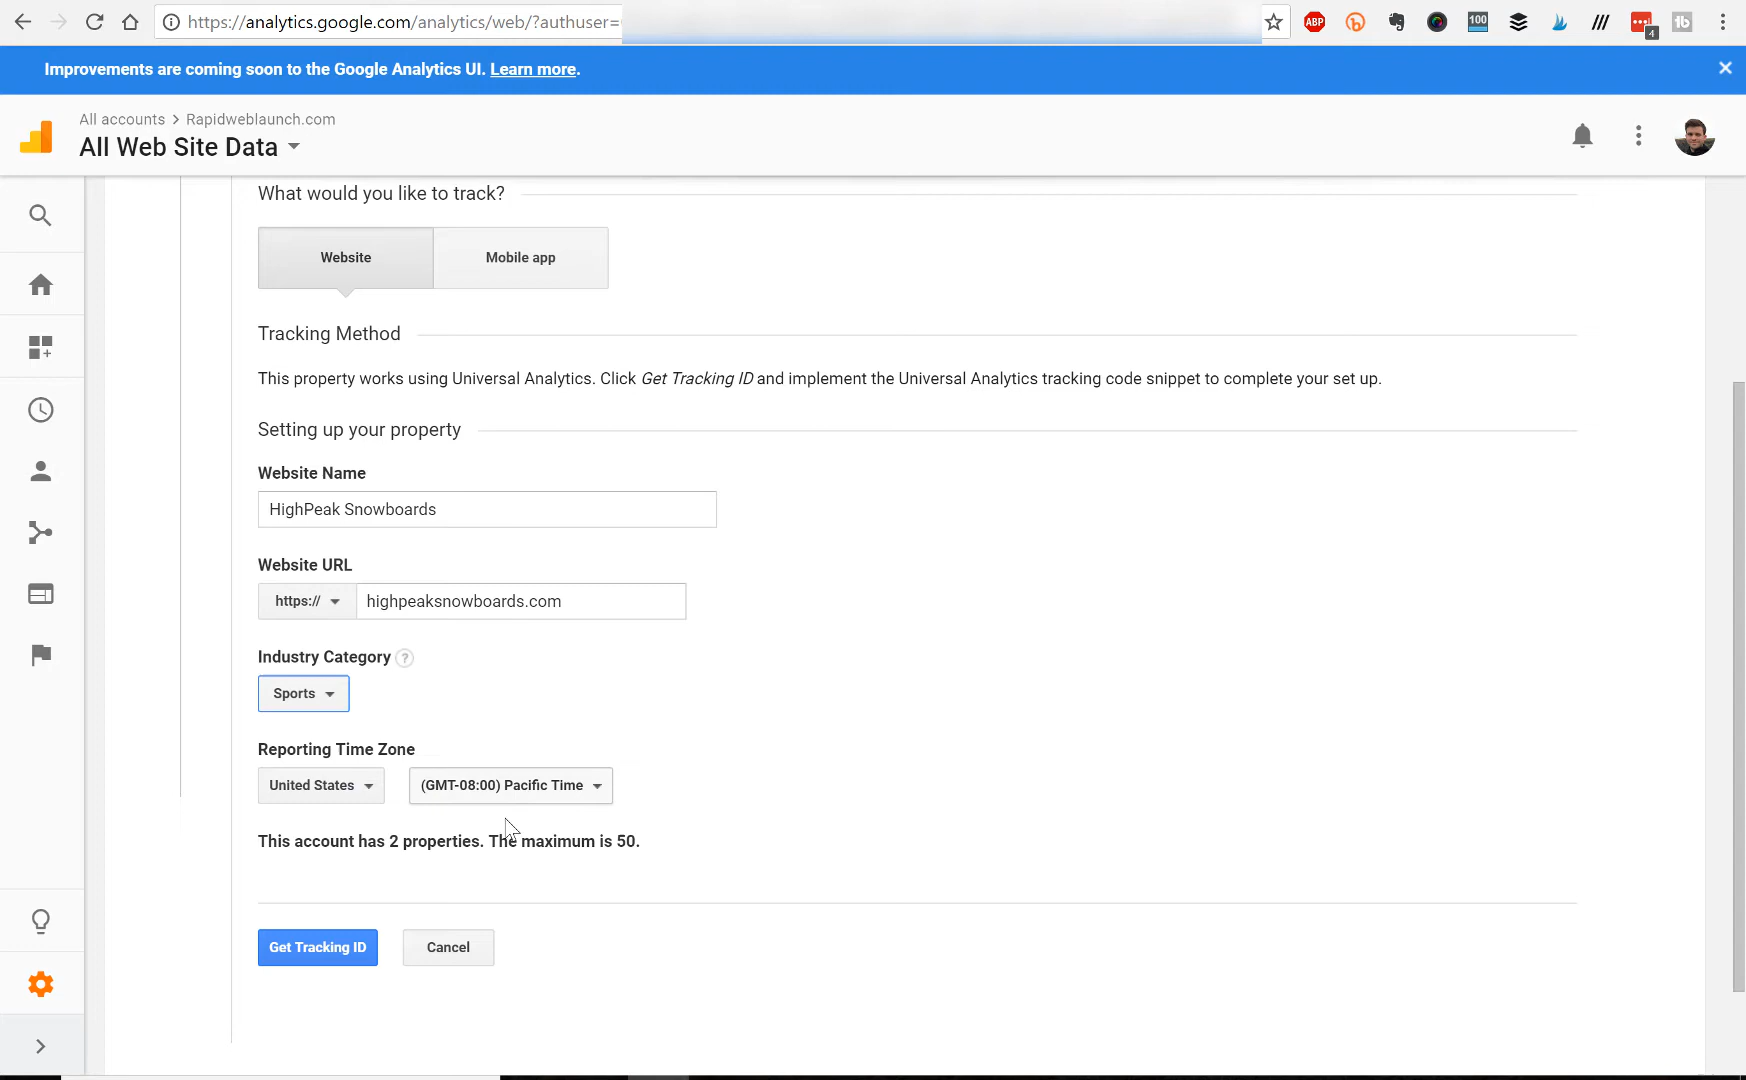 https://analytics.google.com/analytics/web/?authuser=
ABP
100
4
Improvements are coming soon to the Google Analytics UI. Learn more.
All accounts > Rapidweblaunch.com
All Web Site Data
What would you like to track?
Website
Mobile app
Tracking Method
This property works using Universal Analytics. Click Get Tracking ID and implement the Universal Analytics tracking code snippet to complete your set up.
Setting up your property
Website Name
HighPeak Snowboards
Website URL
https://
highpeaksnowboards.com
Industry Category ?
Sports
Reporting Time Zone
United States
(GMT-08:00) Pacific Time
This account has 2 properties. The maximum is 50.
Get Tracking ID
Cancel